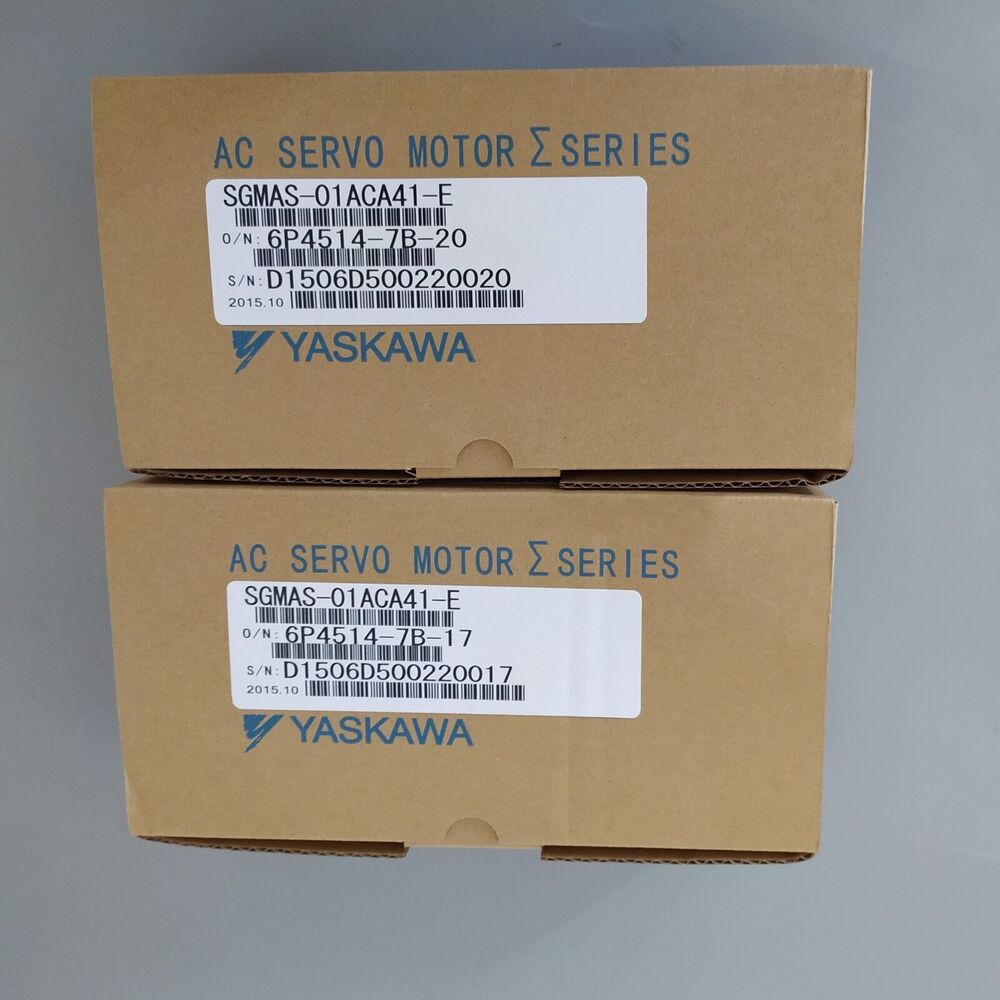 AC SERVO MOTOR Σ SERIES
SGMAS-01ACA41-E
O/N: 6P4514-7B-20
S/N: D1506D500220020
2015.10
YASKAWA
AC SERVO MOTOR Σ SERIES
SGMAS-01ACA41-E
O/N: 6P4514-7B-17
S/N: D1506D500220017
2015.10
YASKAWA